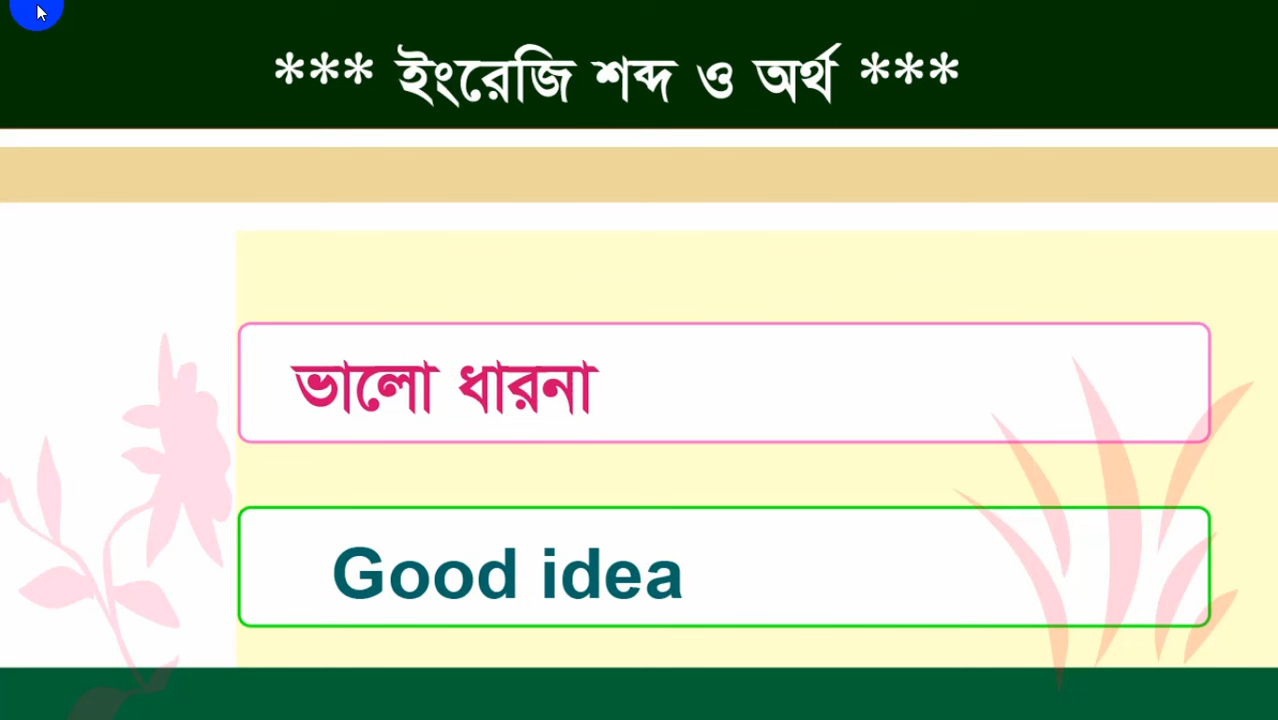 *** ইংরেজি শব্দ ও অর্থ ***
ভালো ধারনা
Good idea